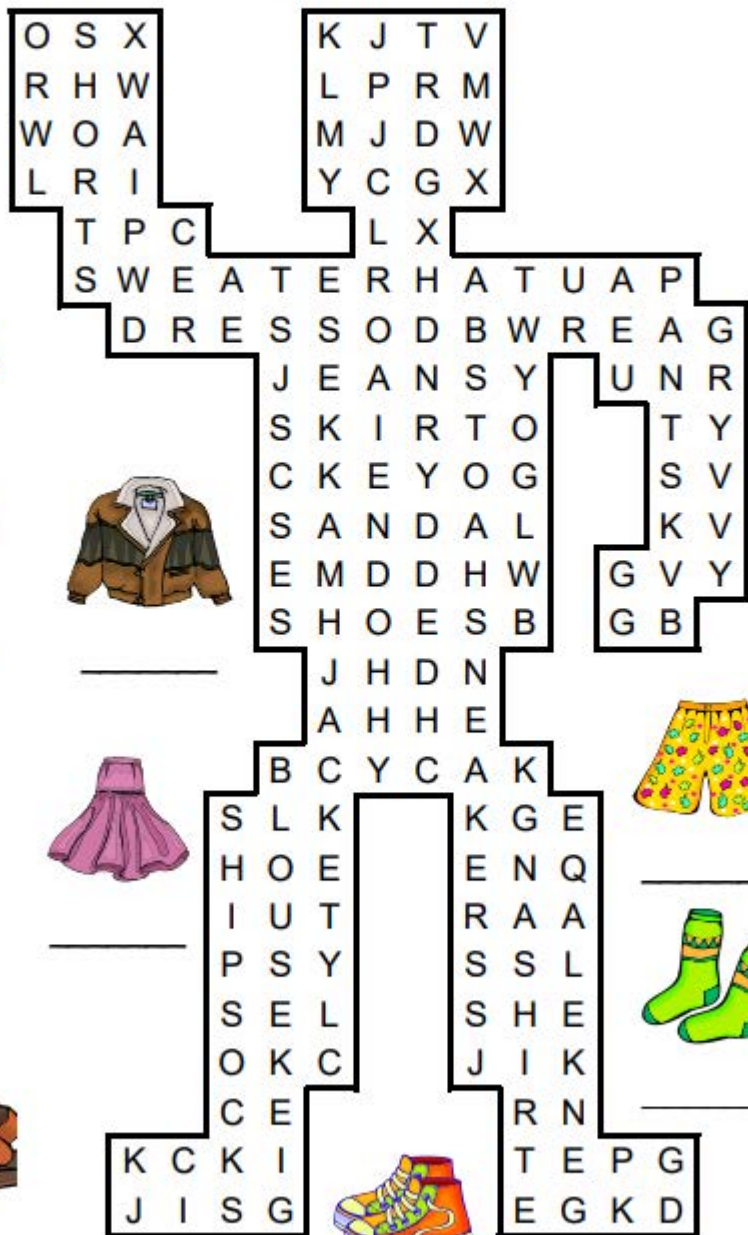 O S X K J T V
R H W L P R M
W O A M J D W
L R I Y C G X
T P C L X
S W E A T E R H A T U A P
D R E S S O D B W R E A G
J E A N S Y U N R
S K I R T O T Y
C K E Y O G S V
S A N D A L K V
E M D D H W G V Y
S H O E S B G B
J H D N
A H H E
B C Y C A K
S L K K G E
H O E E N Q
I U T R A A
P S Y S S L
S E L S H E
O K C J I K
C E R N
K C K I T E P G
J I S G E G K D